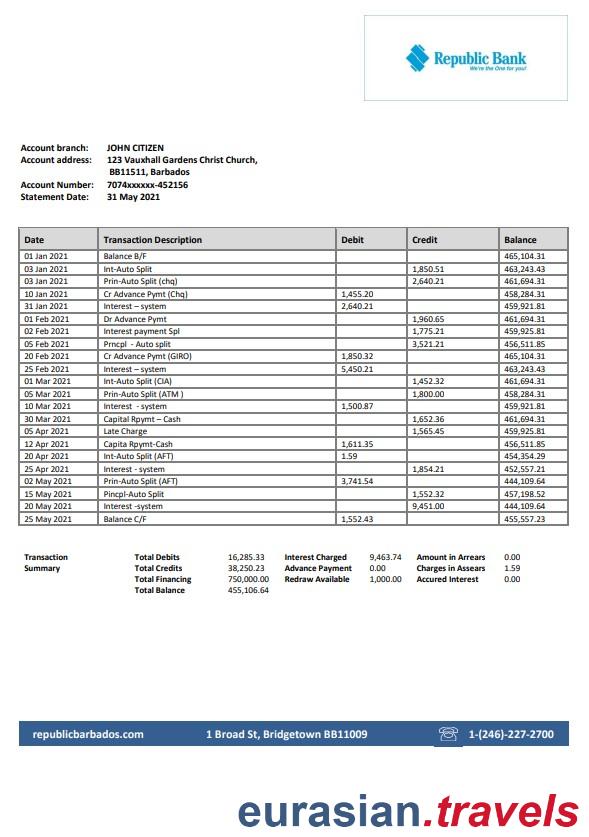 Republic Bank
We're the One for you!
Account branch: JOHN CITIZEN
Account address: 123 Vauxhall Gardens Christ Church,
BB11511, Barbados
Account Number: 7074xxxxxx-452156
Statement Date: 31 May 2021
Date Transaction Description Debit Credit Balance
01 Jan 2021 Balance B/F 465,104.31
03 Jan 2021 Int-Auto Split 1,850.51 463,243.43
03 Jan 2021 Prin-Auto Split (chq) 2,640.21 461,694.31
10 Jan 2021 Cr Advance Pymt (Chq) 1,455.20 458,284.31
31 Jan 2021 Interest – system 2,640.21 459,921.81
01 Feb 2021 Dr Advance Pymt 1,960.65 461,694.31
02 Feb 2021 Interest payment Spl 1,775.21 459,925.81
05 Feb 2021 Prncpl - Auto split 3,521.21 456,511.85
20 Feb 2021 Cr Advance Pymt (GIRO) 1,850.32 465,104.31
25 Feb 2021 Interest – system 5,450.21 463,243.43
01 Mar 2021 Int-Auto Split (CIA) 1,452.32 461,694.31
05 Mar 2021 Prin-Auto Split (ATM ) 1,800.00 458,284.31
10 Mar 2021 Interest - system 1,500.87 459,921.81
30 Mar 2021 Capital Rpymt – Cash 1,652.36 461,694.31
05 Apr 2021 Late Charge 1,565.45 459,925.81
12 Apr 2021 Capita Rpymt-Cash 1,611.35 456,511.85
20 Apr 2021 Int-Auto Split (AFT) 1.59 454,354.29
25 Apr 2021 Interest - system 1,854.21 452,557.21
02 May 2021 Prin-Auto Split (AFT) 3,741.54 444,109.64
15 May 2021 Pincpl-Auto Split 1,552.32 457,198.52
20 May 2021 Interest -system 9,451.00 444,109.64
25 May 2021 Balance C/F 1,552.43 455,557.23
Transaction Total Debits 16,285.33 Interest Charged 9,463.74 Amount in Arrears 0.00
Summary Total Credits 38,250.23 Advance Payment 0.00 Charges in Assears 1.59
Total Financing 750,000.00 Redraw Available 1,000.00 Accured Interest 0.00
Total Balance 455,106.64
republicbarbados.com 1 Broad St, Bridgetown BB11009 1-(246)-227-2700
eurasian.travels